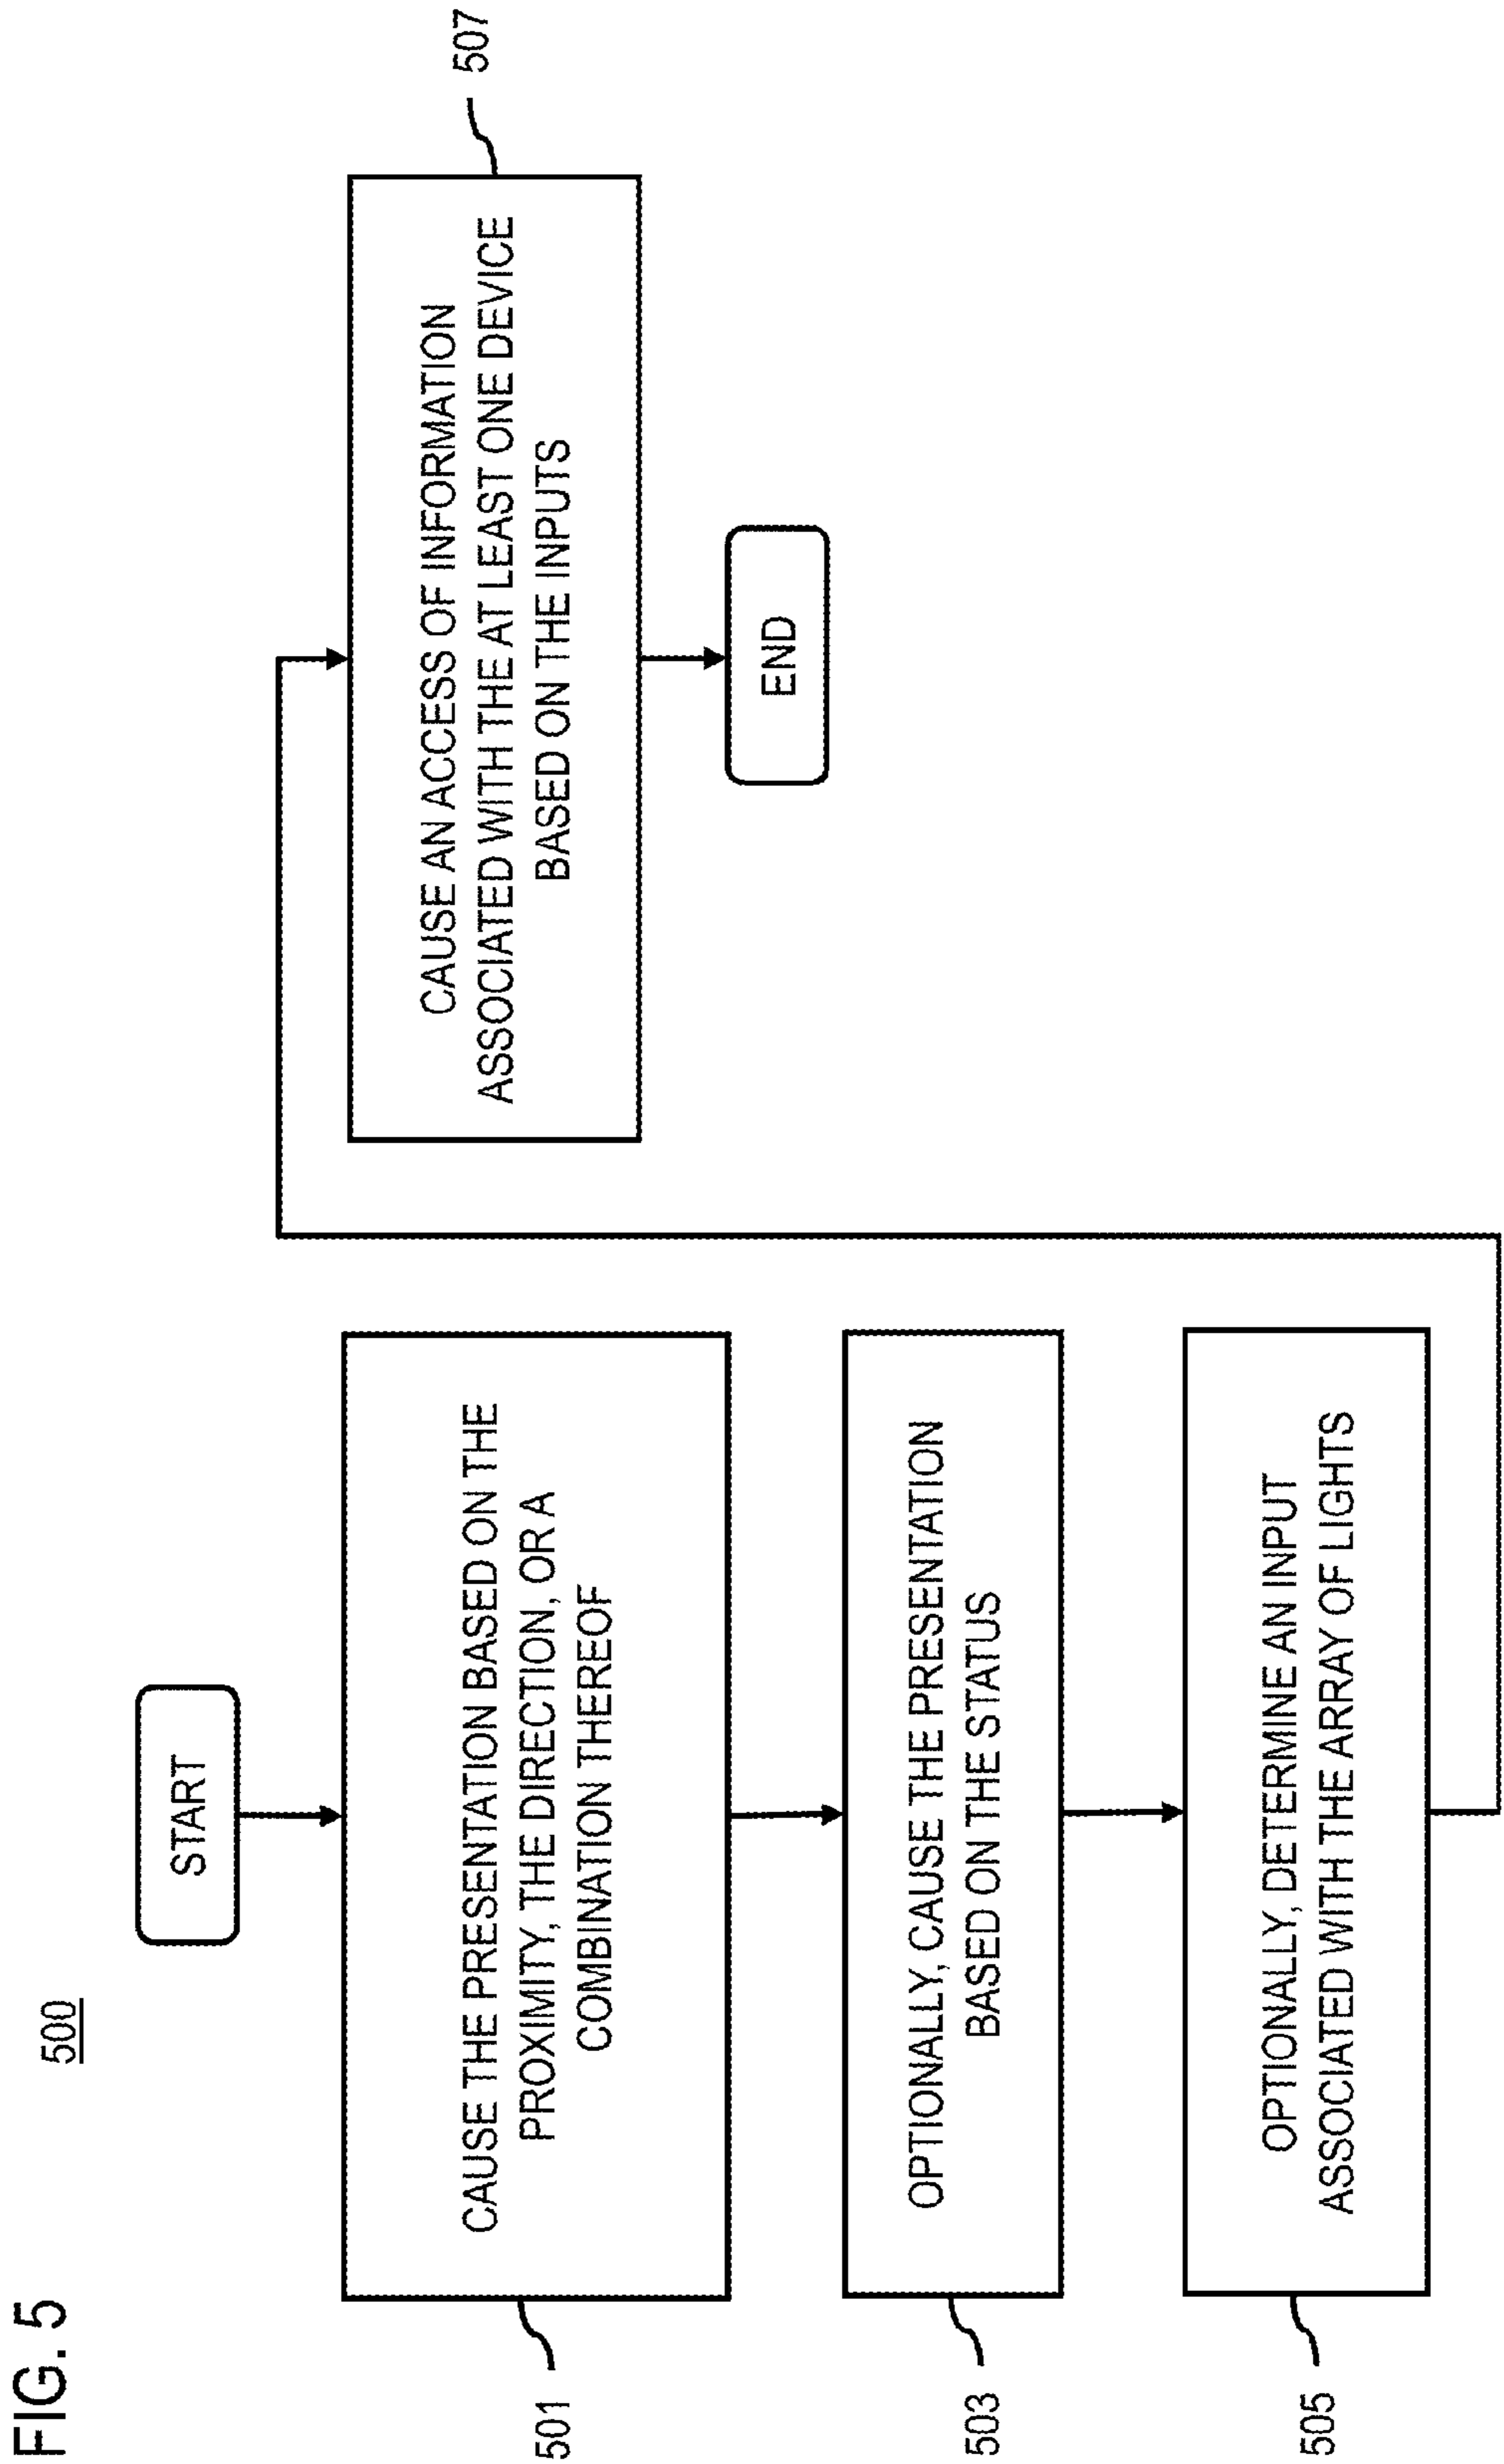 FIG. 5
500
START
CAUSE THE PRESENTATION BASED ON THE
PROXIMITY, THE DIRECTION, OR A
COMBINATION THEREOF
501
OPTIONALLY, CAUSE THE PRESENTATION
BASED ON THE STATUS
503
OPTIONALLY, DETERMINE AN INPUT
ASSOCIATED WITH THE ARRAY OF LIGHTS
505
CAUSE AN ACCESS OF INFORMATION
ASSOCIATED WITH THE AT LEAST ONE DEVICE
BASED ON THE INPUTS
507
END